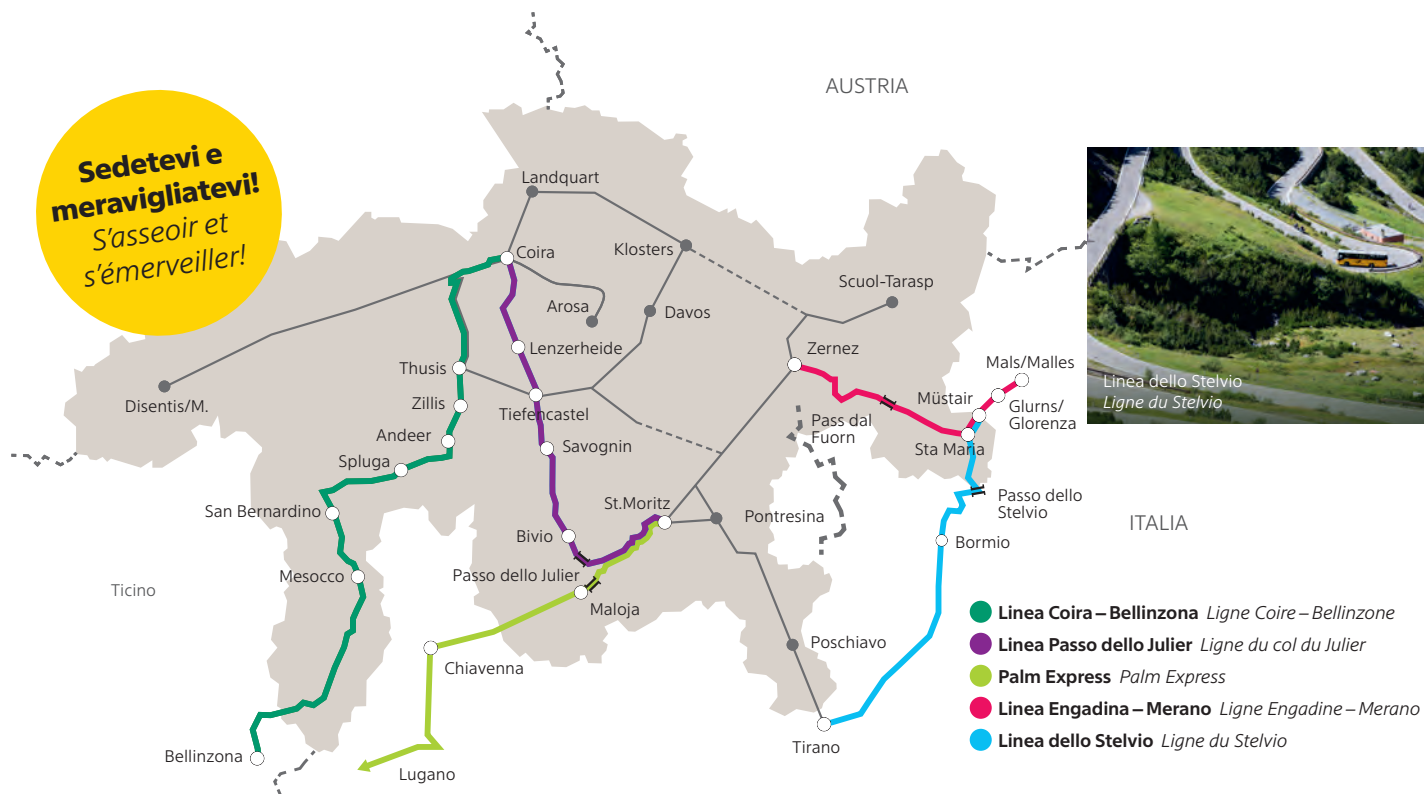 Sedetevi e
meravigliatevi!
S'asseoir et
s'émerveiller!
AUSTRIA
Landquart
Coira
Klosters
Arosa
Davos
Scuol-Tarasp
Lenzerheide
Zernez
Mals/Malles
Thusis
Disentis/M.
Zillis
Tiefencastel
Müstair
Glurns/
Glorenza
Pass dal
Fuorn
Andeer
Savognin
Sta Maria
Spluga
San Bernardino
St.Moritz
Pontresina
Passo dello
Stelvio
ITALIA
Bivio
Bormio
Mesocco
Passo dello Julier
Ticino
Maloja
Poschiavo
Chiavenna
Tirano
Bellinzona
Lugano
Linea dello Stelvio
Ligne du Stelvio
Linea Coira – Bellinzona Ligne Coire – Bellinzone
Linea Passo dello Julier Ligne du col du Julier
Palm Express Palm Express
Linea Engadina – Merano Ligne Engadine – Merano
Linea dello Stelvio Ligne du Stelvio